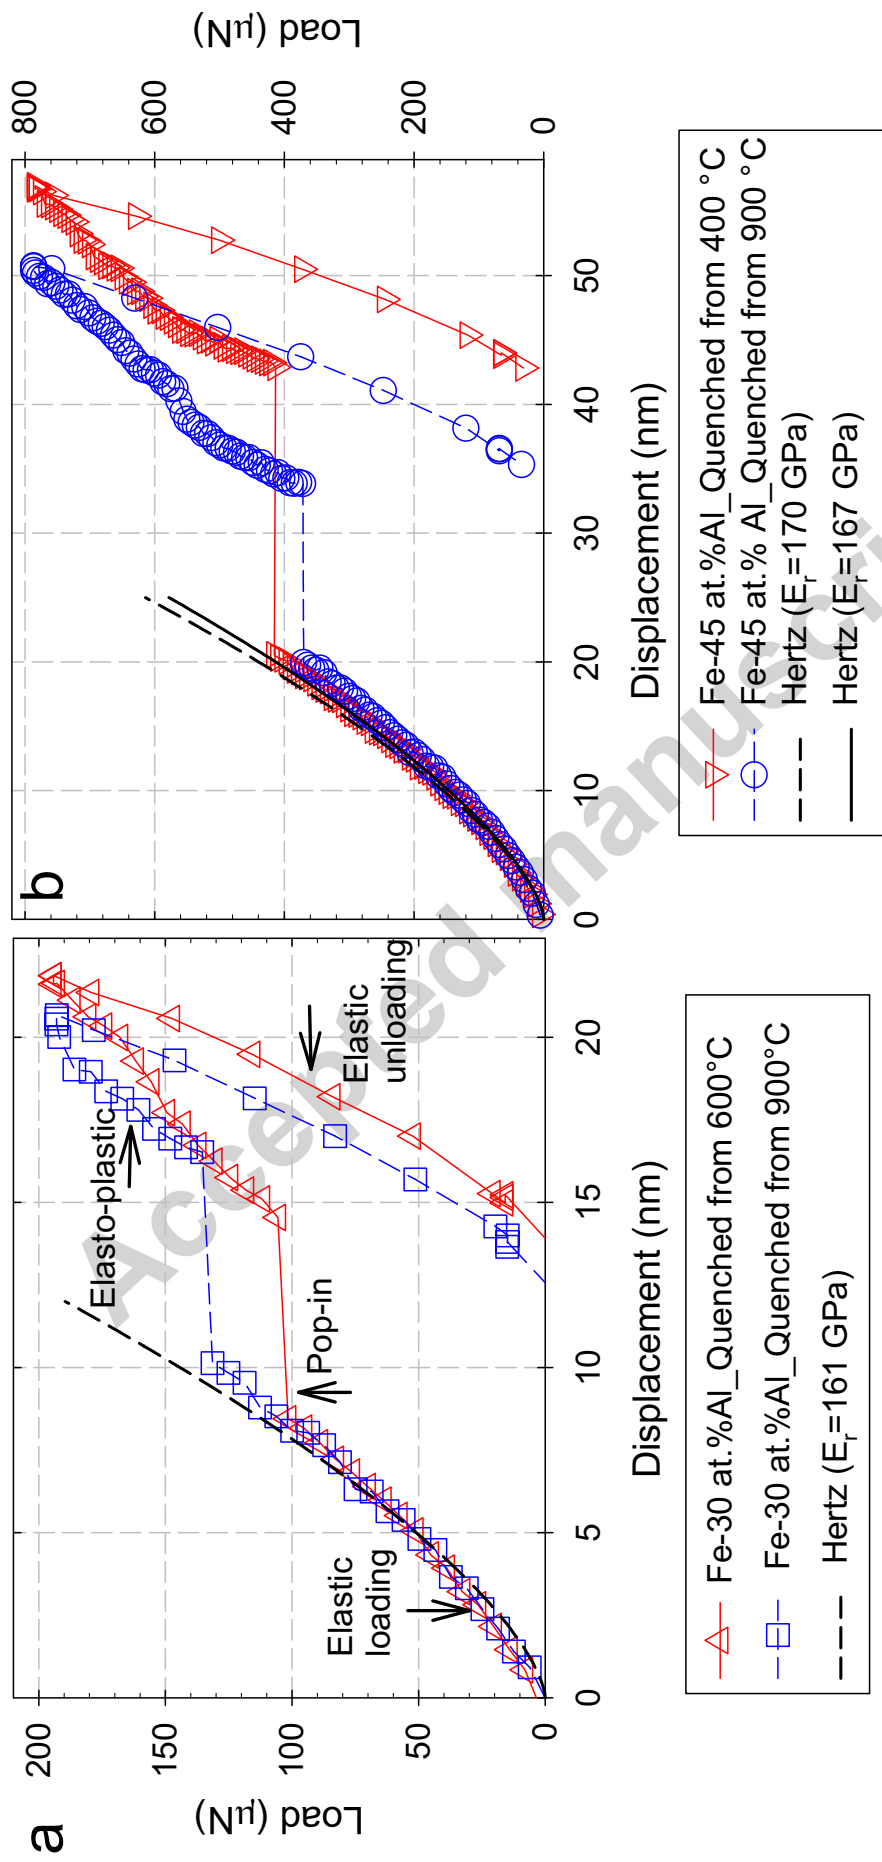 a
Load (μN)
200
150
100
50
0
0
5
10
15
20
Displacement (nm)
Elastic
loading
Pop-in
Elasto-plastic
Elastic
unloading
Fe-30 at.%Al_Quenched from 600°C
Fe-30 at.%Al_Quenched from 900°C
Hertz (Er=161 GPa)
b
Load (μN)
800
600
400
200
0
0
10
20
30
40
50
Displacement (nm)
Fe-45 at.%Al_Quenched from 400 °C
Fe-45 at.% Al_Quenched from 900 °C
Hertz (Er=170 GPa)
Hertz (Er=167 GPa)
Accepted manuscri